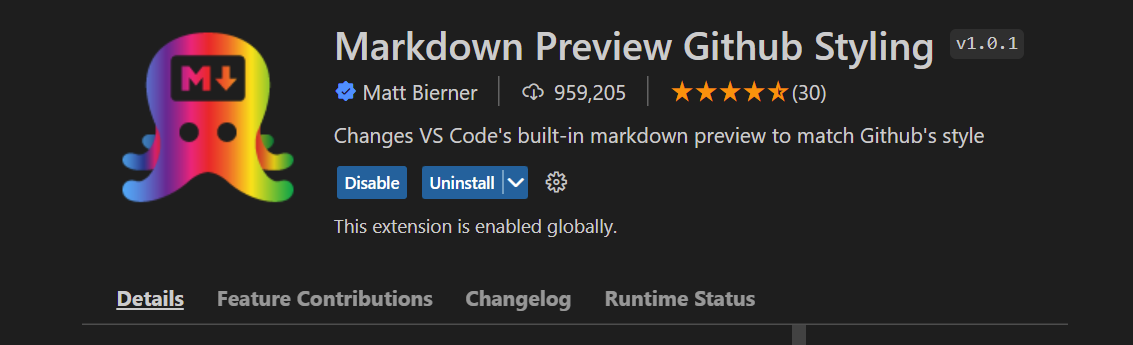 M↓
Markdown Preview Github Styling v1.0.1
Matt Bierner 959,205 (30)
Changes VS Code's built-in markdown preview to match Github's style
Disable Uninstall
This extension is enabled globally.
Details Feature Contributions Changelog Runtime Status